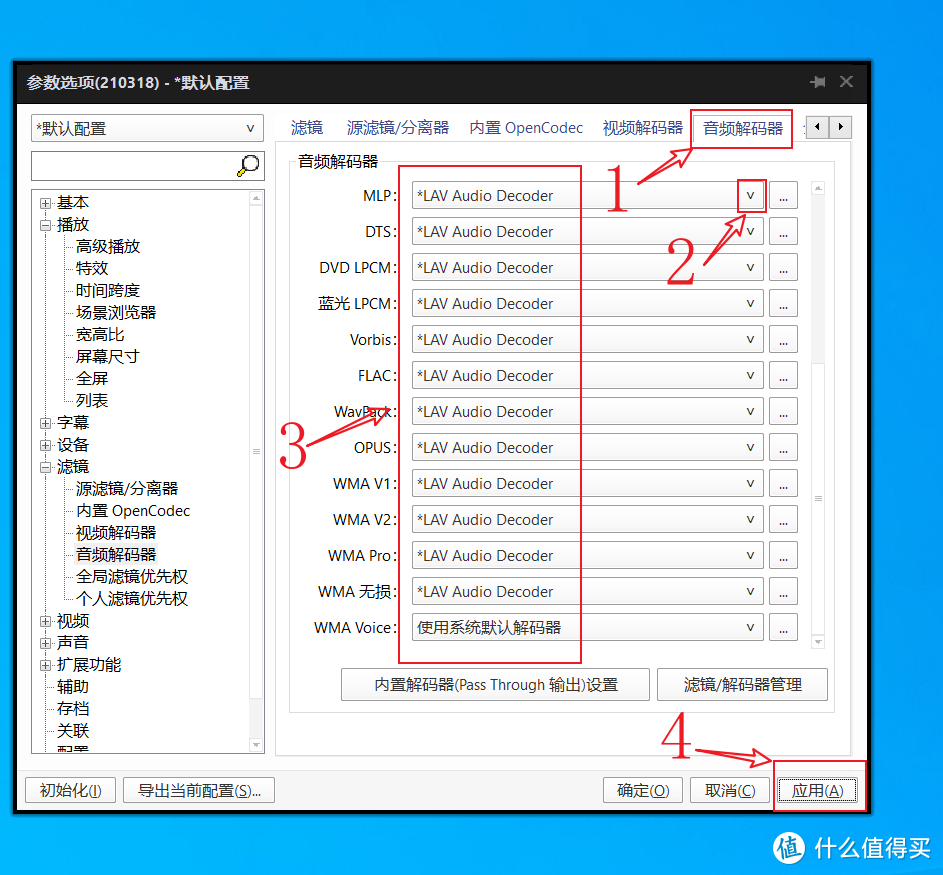 参数选项(210318) - *默认配置
*默认配置
基本
播放
高级播放
特效
时间跨度
场景浏览器
宽高比
屏幕尺寸
全屏
列表
字幕
设备
滤镜
源滤镜/分离器
内置 OpenCodec
视频解码器
音频解码器
全局滤镜优先权
个人滤镜优先权
视频
声音
扩展功能
辅助
存档
关联
配置
滤镜 源滤镜/分离器 内置 OpenCodec 视频解码器 音频解码器
音频解码器
MLP: *LAV Audio Decoder v ...
DTS: *LAV Audio Decoder v ...
DVD LPCM: *LAV Audio Decoder v ...
蓝光 LPCM: *LAV Audio Decoder v ...
Vorbis: *LAV Audio Decoder v ...
FLAC: *LAV Audio Decoder v ...
WavPack: *LAV Audio Decoder v ...
OPUS: *LAV Audio Decoder v ...
WMA V1: *LAV Audio Decoder v ...
WMA V2: *LAV Audio Decoder v ...
WMA Pro: *LAV Audio Decoder v ...
WMA 无损: *LAV Audio Decoder v ...
WMA Voice: 使用系统默认解码器 v ...
1
2
3
4
内置解码器(Pass Through 输出)设置 滤镜/解码器管理
初始化(I) 导出当前配置(S)... 确定(O) 取消(C) 应用(A)
值 什么值得买